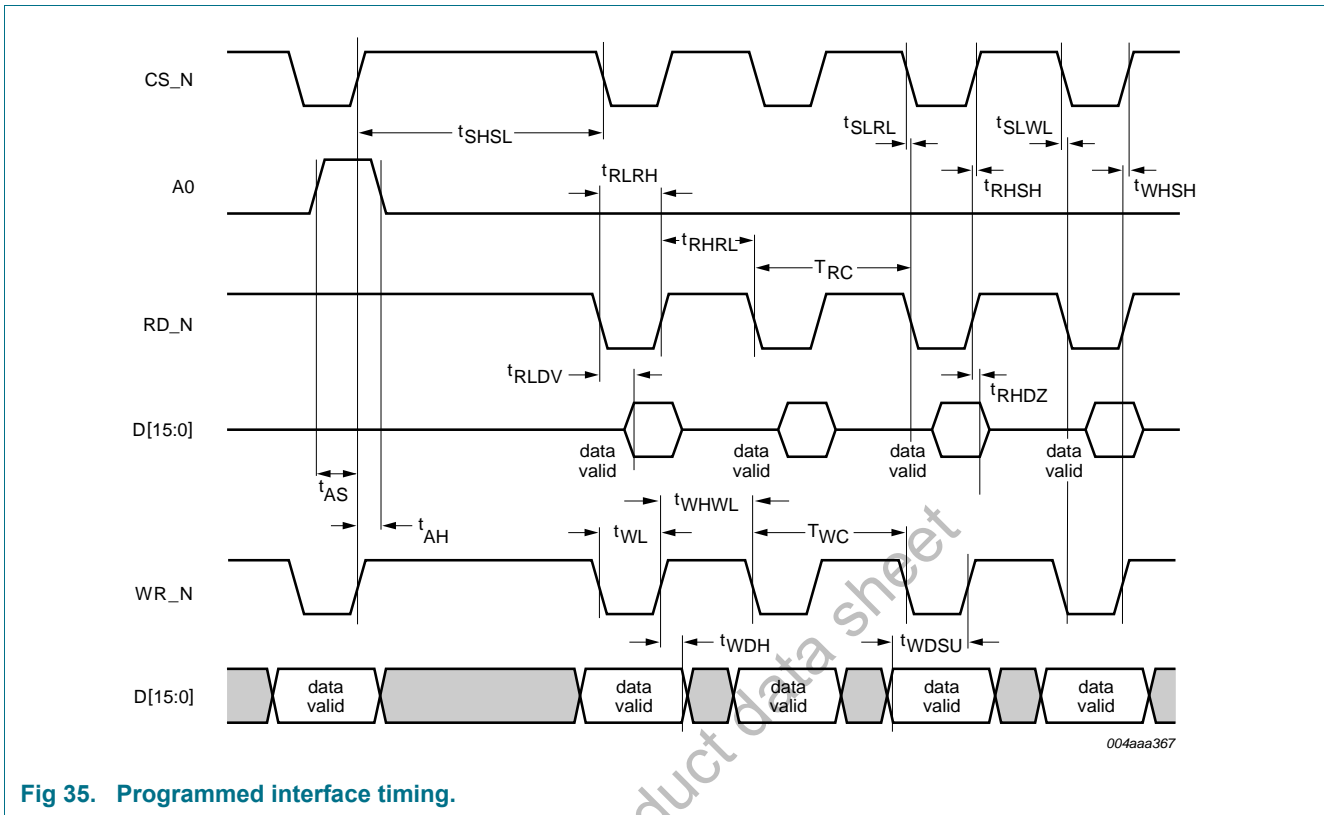 CS_N
tSHSL
tSLRL
tSLWL
A0
tRLRH
tRHSH
tWHSH
tRHRL
TRC
RD_N
tRLDV
tRHDZ
D[15:0]
data valid
data valid
data valid
data valid
tAS
tWHWL
tAH
tWL
TWC
WR_N
tWDH
tWDSU
D[15:0]
data valid
data valid
data valid
data valid
data valid
004aaa367
duct data sheet
Fig 35. Programmed interface timing.